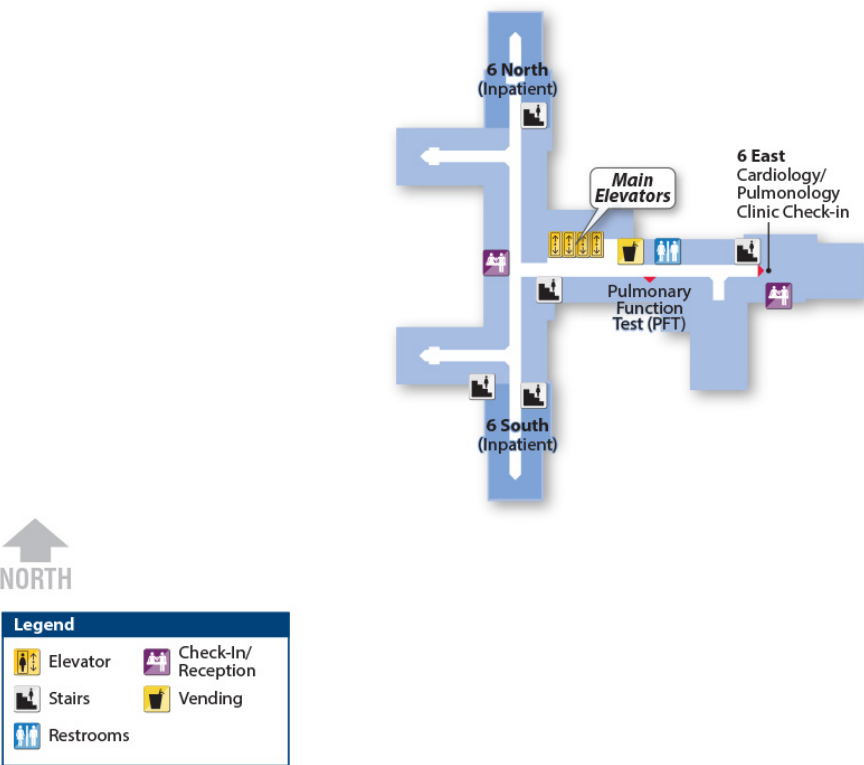 6 North
(Inpatient)
Main
Elevators
6 East
Cardiology/
Pulmonology
Clinic Check-in
Pulmonary
Function
Test (PFT)
6 South
(Inpatient)
NORTH
Legend
Elevator
Check-In/
Reception
Stairs
Vending
Restrooms